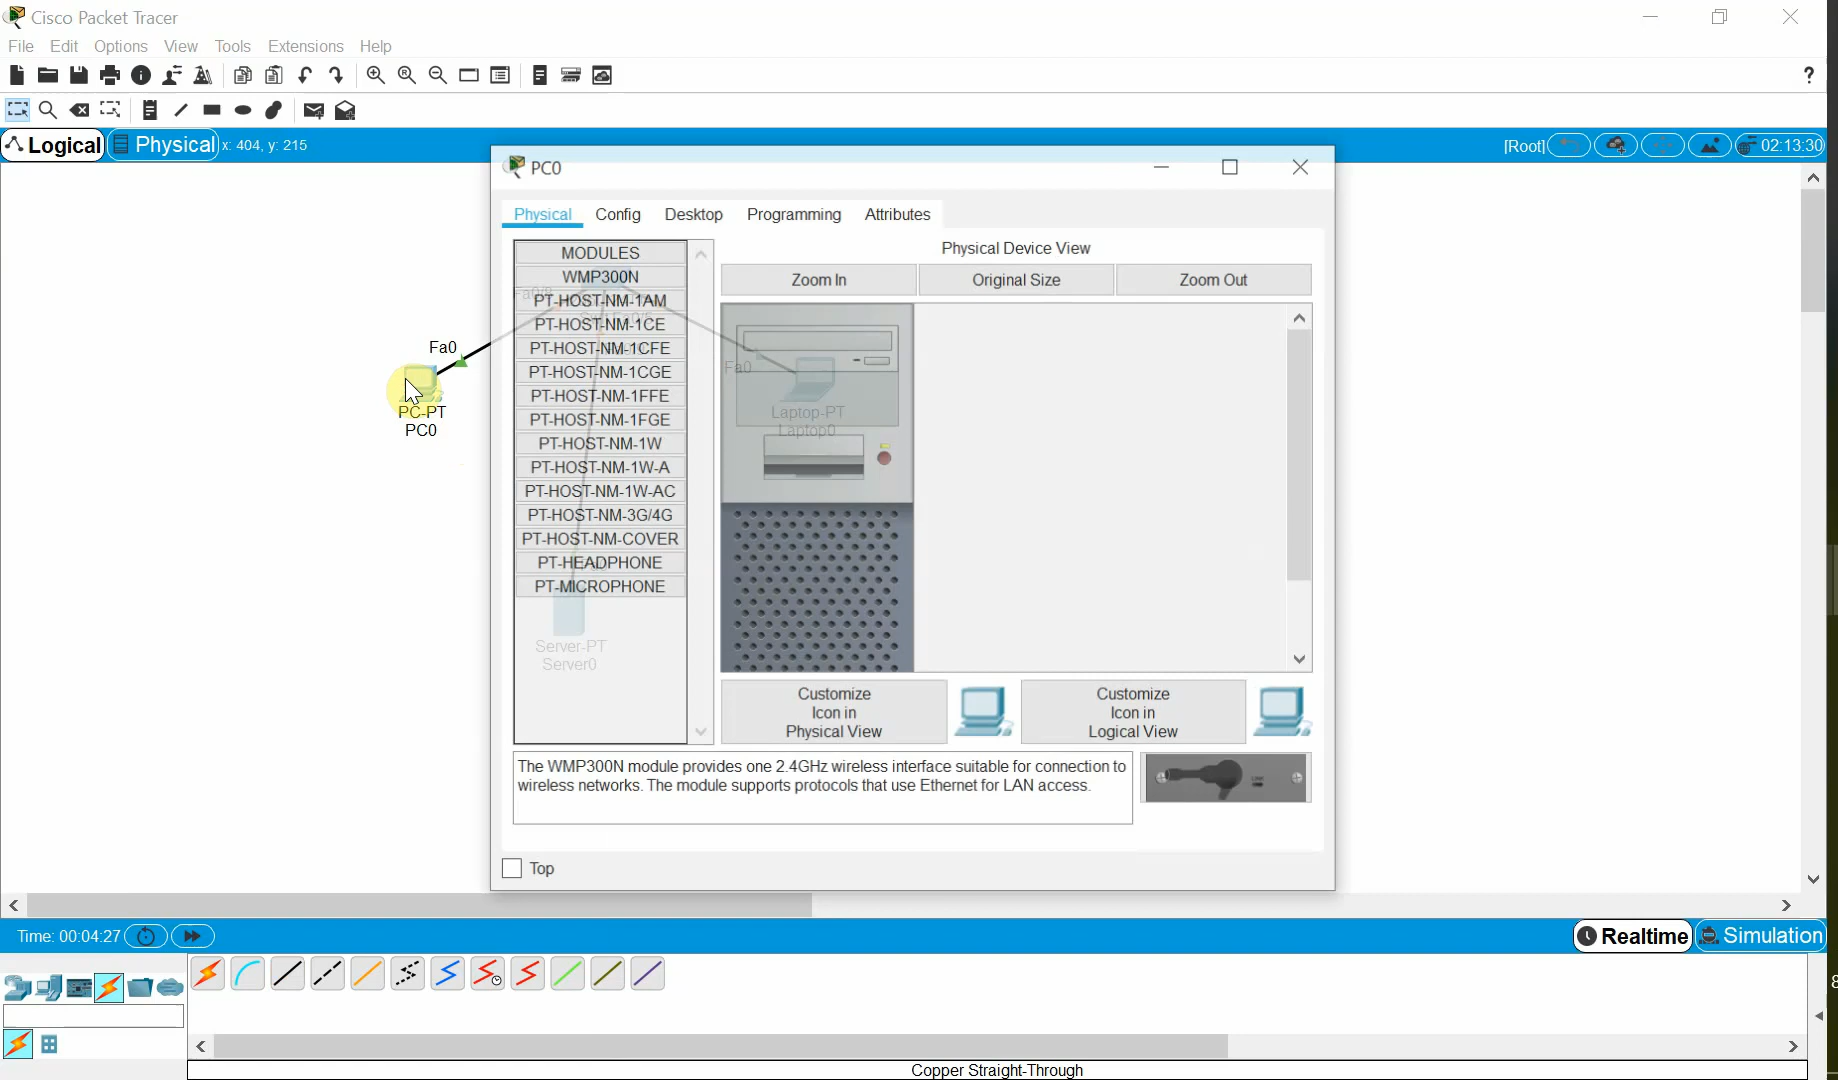 Cisco Packet Tracer
File Edit Options View Tools Extensions Help
?
Logical Physical x: 404, y: 215 [Root] 02:13:30
PC0
Physical Config Desktop Programming Attributes
MODULES
WMP300N
PT-HOST-NM-1AM
PT-HOST-NM-1CE
PT-HOST-NM-1CFE
PT-HOST-NM-1CGE
PT-HOST-NM-1FFE
PT-HOST-NM-1FGE
PT-HOST-NM-1W
PT-HOST-NM-1W-A
PT-HOST-NM-1W-AC
PT-HOST-NM-3G/4G
PT-HOST-NM-COVER
PT-HEADPHONE
PT-MICROPHONE
Physical Device View
Zoom In Original Size Zoom Out
Fa0
PC-PT
PC0
Fa0
Laptop-PT
Laptop0
Server-PT
Server0
Customize
Icon in
Physical View
Customize
Icon in
Logical View
The WMP300N module provides one 2.4GHz wireless interface suitable for connection to
wireless networks. The module supports protocols that use Ethernet for LAN access.
Top
Time: 00:04:27 Realtime Simulation
8
Copper Straight-Through